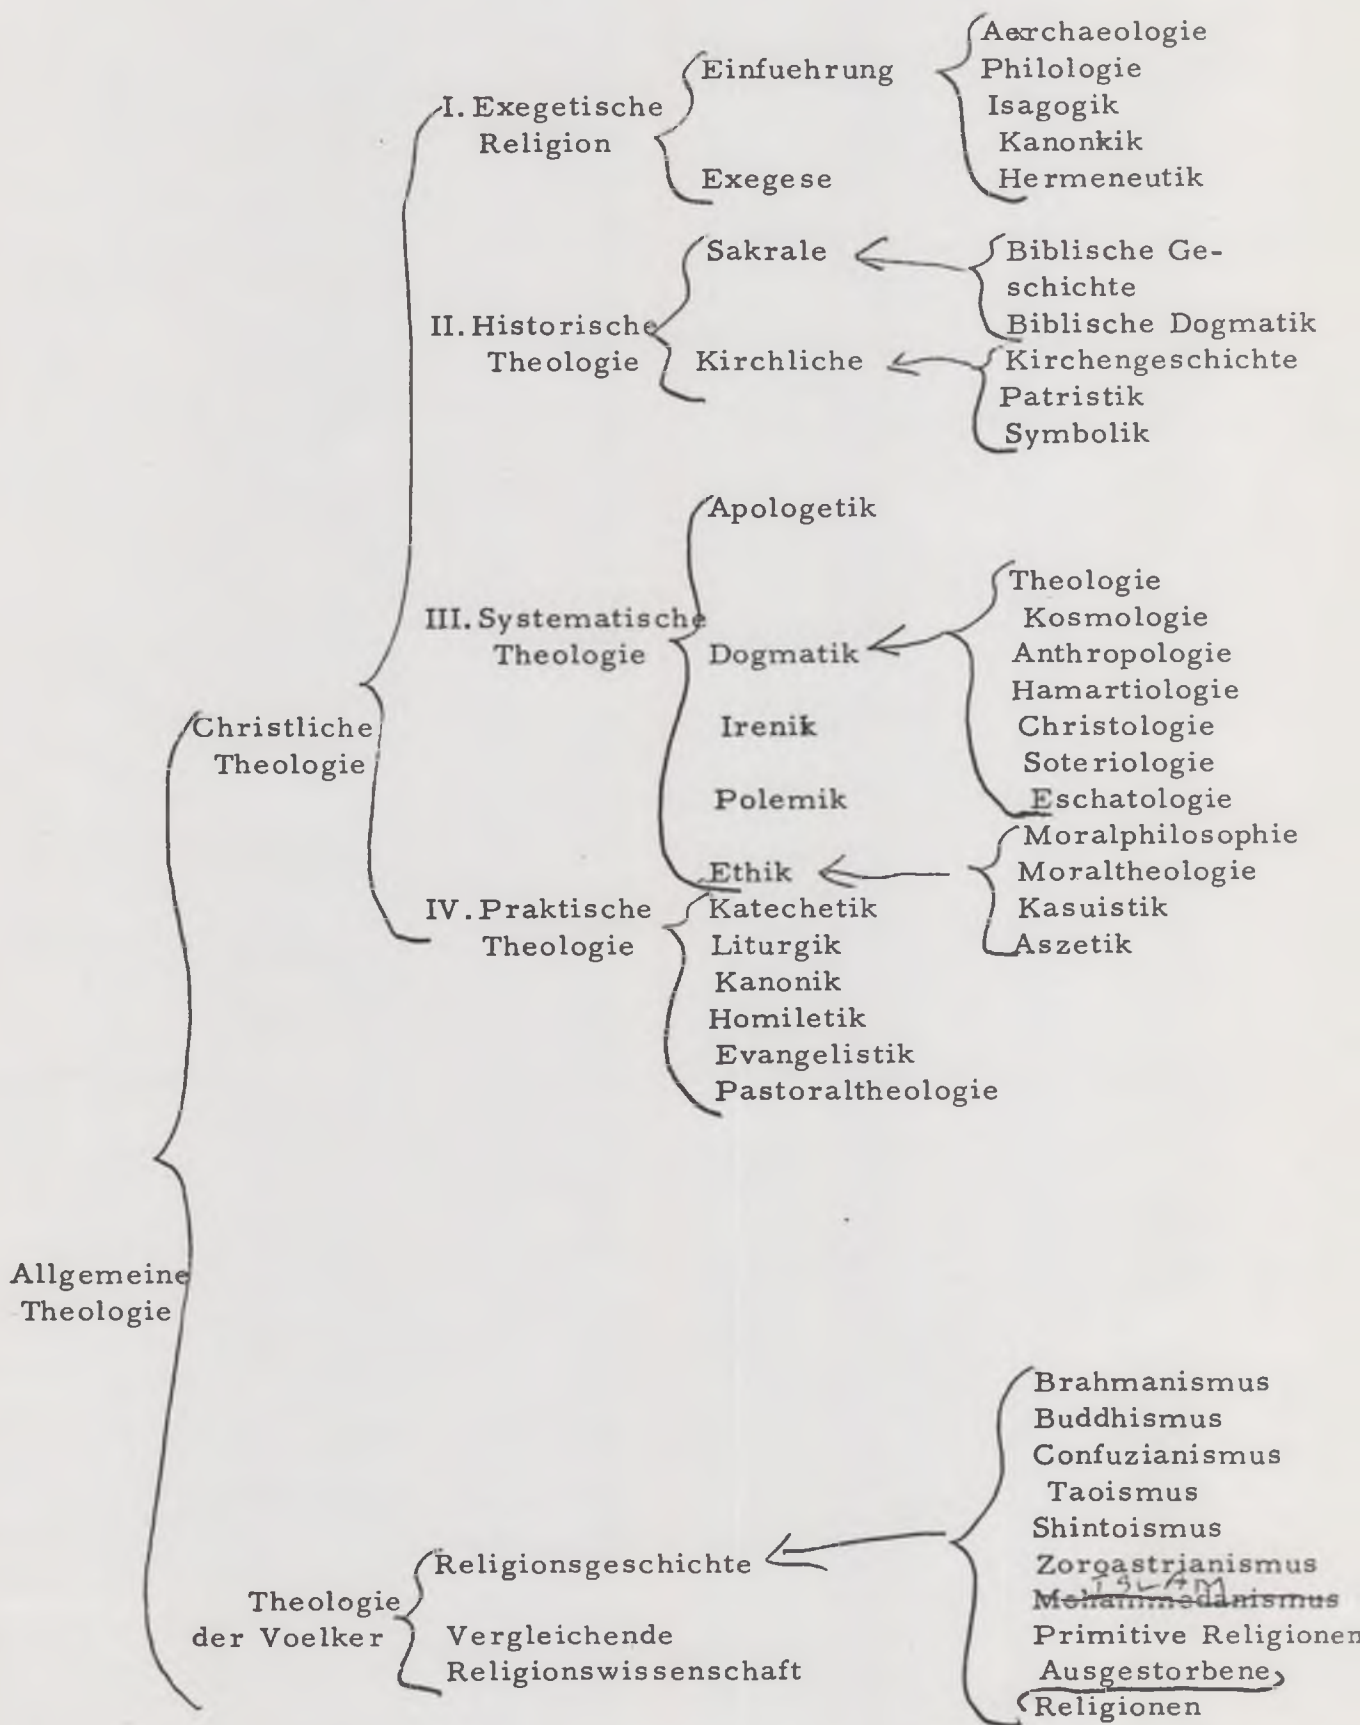 Aerchaeologie
Einfuehrung
Philologie
I. Exegetische
Isagogik
Religion
Kanonkik
Exegese
Hermeneutik
Sakrale
Biblische Ge-
schichte
II. Historische
Biblische Dogmatik
Theologie
Kirchliche
Kirchengeschichte
Patristik
Symbolik
Apologetik
Theologie
III. Systematische
Kosmologie
Theologie
Dogmatik
Anthropologie
Hamartiologie
Christliche
Irenik
Christologie
Theologie
Soteriologie
Polemik
Eschatologie
Moralphilosophie
Ethik
Moraltheologie
IV. Praktische
Katechetik
Kasuistik
Theologie
Liturgik
Aszetik
Kanonik
Homiletik
Evangelistik
Pastoraltheologie
Allgemeine
Theologie
Brahmanismus
Buddhismus
Confuzianismus
Taoismus
Shintoismus
Religionsgeschichte
Zoroastrianismus
ISLAM
Theologie
Mohammedanismus
der Voelker
Vergleichende
Primitive Religionen
Religionswissenschaft
Ausgestorbene
Religionen